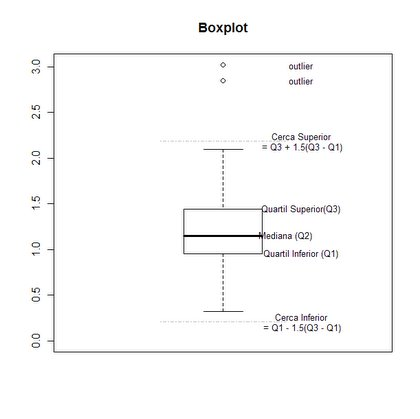 Boxplot
3.0
outlier
outlier
2.5
Cerca Superior
= Q3 + 1.5(Q3 - Q1)
2.0
1.5
Quartil Superior(Q3)
Mediana (Q2)
1.0
Quartil Inferior (Q1)
0.5
Cerca Inferior
= Q1 - 1.5(Q3 - Q1)
0.0